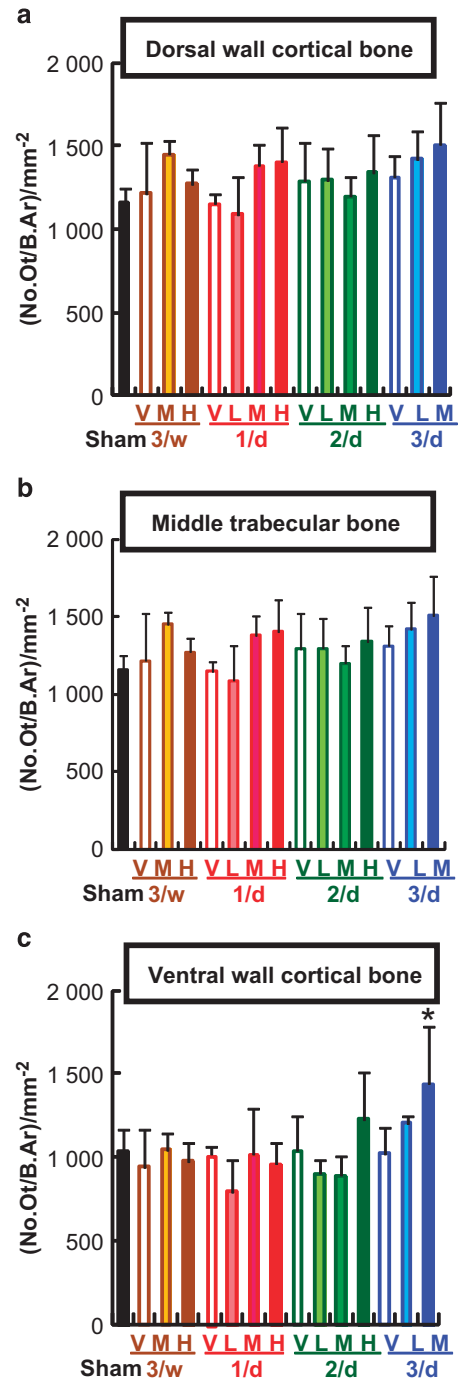 a
Dorsal wall cortical bone
(No.Ot/B.Ar)/mm-2
2 000
1 500
1 000
500
0
V M H V L M H V L M H V L M
Sham 3/w 1/d 2/d 3/d
b
Middle trabecular bone
(No.Ot/B.Ar)/mm-2
2 000
1 500
1 000
500
0
V M H V L M H V L M H V L M
Sham 3/w 1/d 2/d 3/d
c
Ventral wall cortical bone
(No.Ot/B.Ar)/mm-2
2 000
1 500
1 000
500
0
*
V M H V L M H V L M H V L M
Sham 3/w 1/d 2/d 3/d